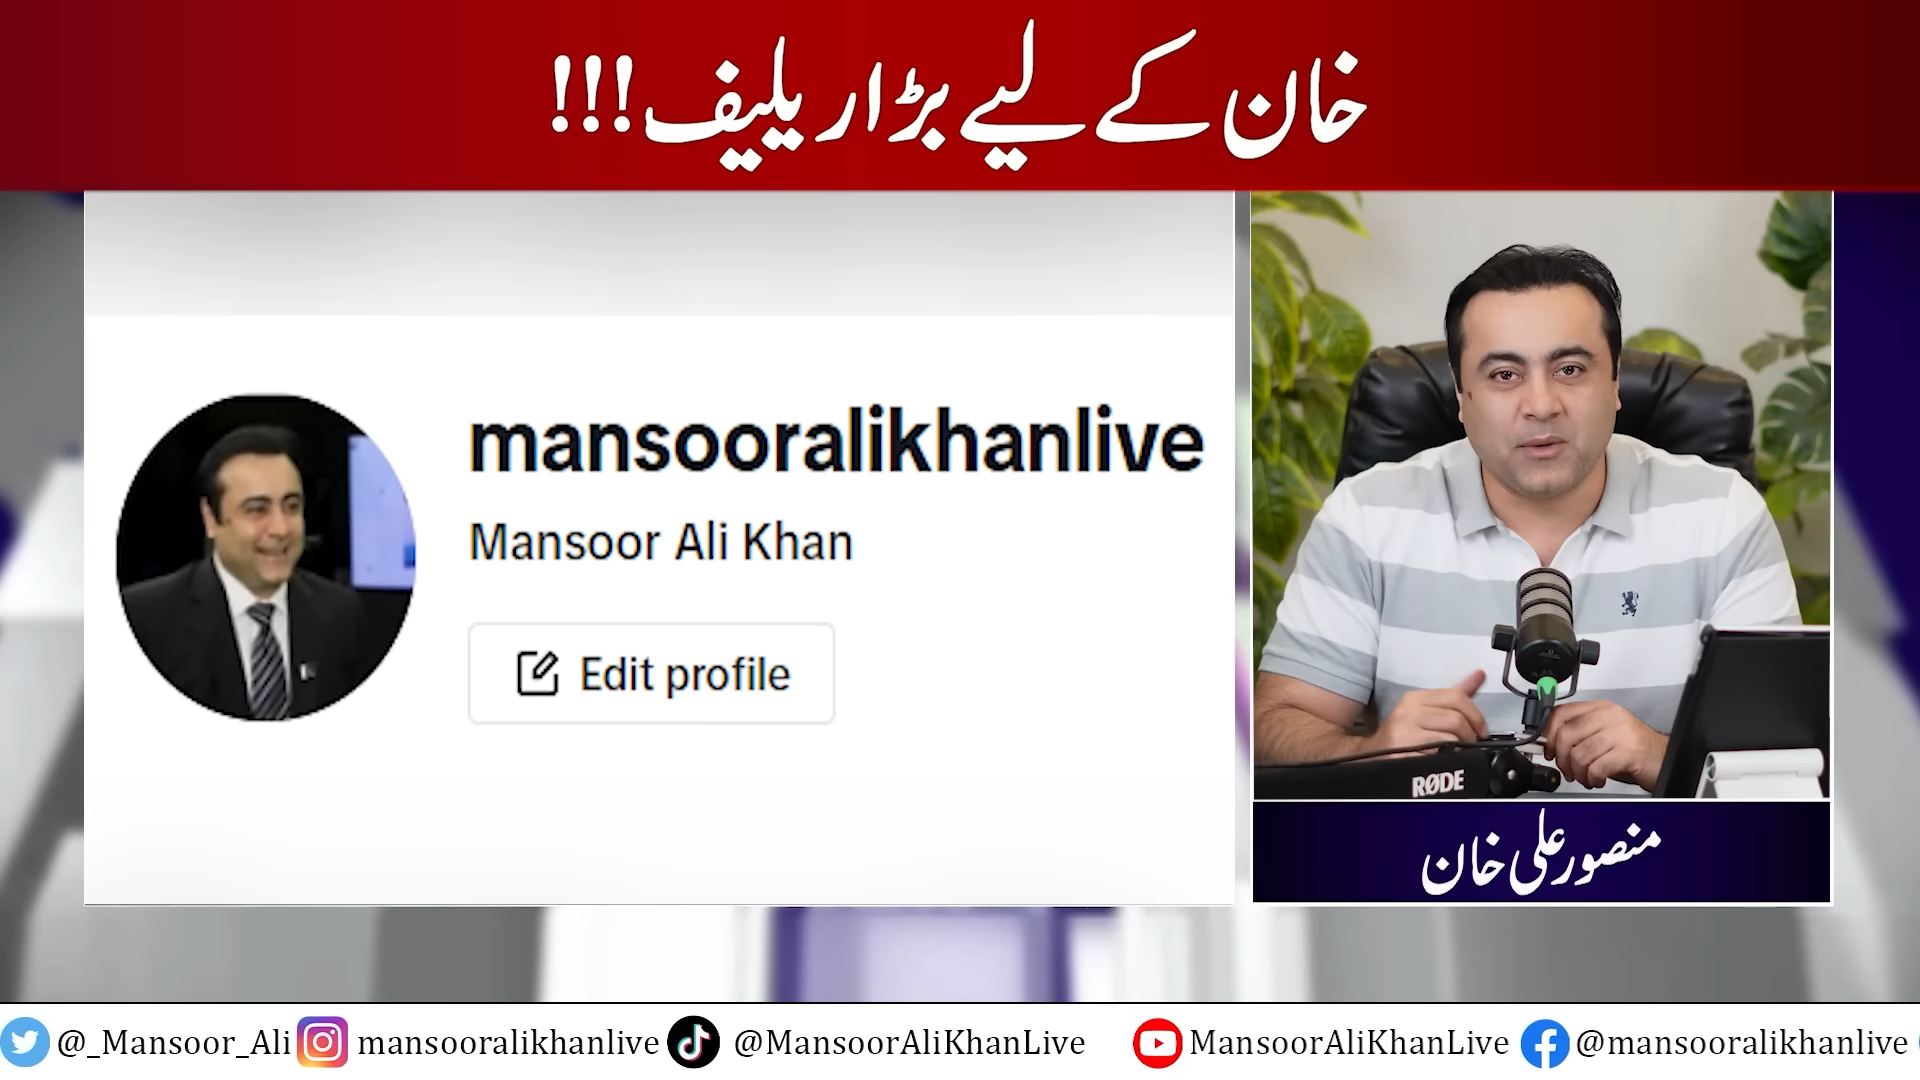 خان کے لیے بڑا ریلیف!!!
mansooralikhanlive
Mansoor Ali Khan
Edit profile
RØDE
منصور علی خان
@_Mansoor_Ali mansooralikhanlive @MansoorAliKhanLive MansoorAliKhanLive @mansooralikhanlive